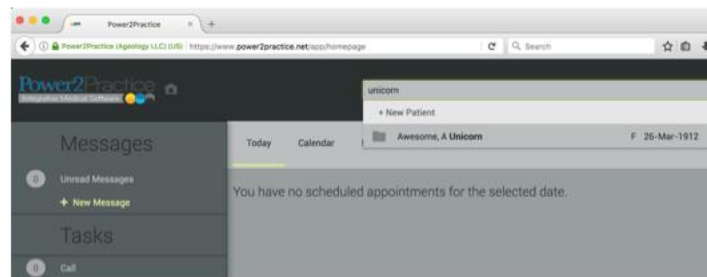 Power2Practice
Power2Practice (Ageology LLC) (US) https://www.power2practice.net/app/homepage
Search
Power2Practice
Integrative Medical Software
unicorn
+ New Patient
Awesome, A Unicorn F 26-Mar-1912
Messages
Today Calendar
0 Unread Messages
+ New Message
You have no scheduled appointments for the selected date.
Tasks
0 Call